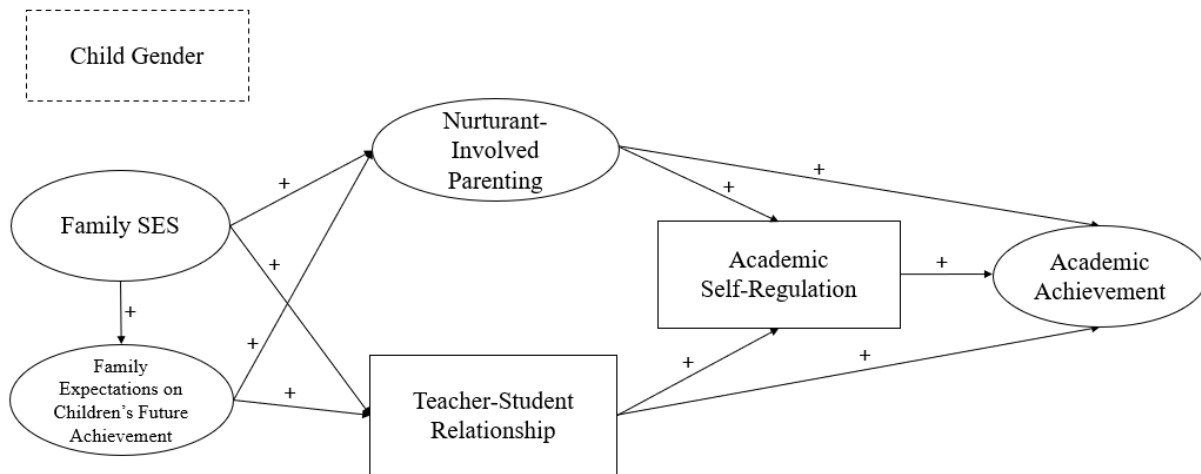 Child Gender
Nurturant-
Involved
Parenting
+
+
+
Family SES
+
+
Academic
Self-Regulation
+
Academic
Achievement
+
+
Family
Expectations on
Children’s Future
Achievement
+
+
+
Teacher-Student
Relationship